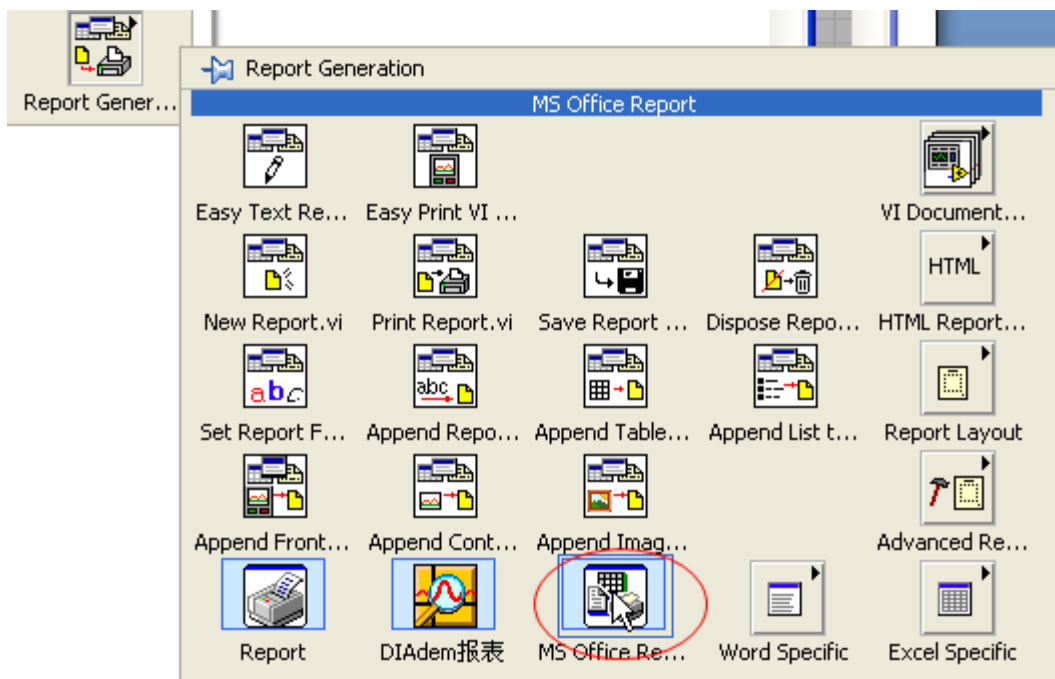 Report Gener...
Report Generation
MS Office Report
Easy Text Re... Easy Print VI ... VI Document...
HTML
New Report.vi Print Report.vi Save Report ... Dispose Repo... HTML Report...
abc abc
Set Report F... Append Repo... Append Table... Append List t... Report Layout
Append Front... Append Cont... Append Imag... Advanced Re...
Report DIAdem报表 MS Office Re... Word Specific Excel Specific